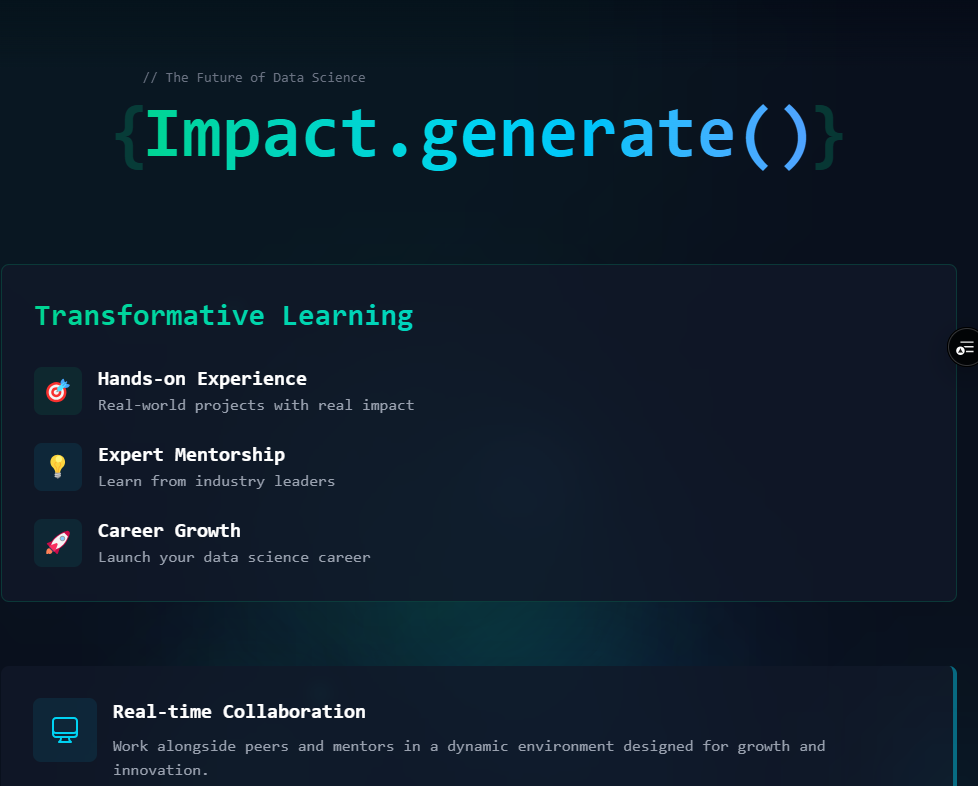 // The Future of Data Science
{Impact.generate()}
Transformative Learning
Hands-on Experience
Real-world projects with real impact
Expert Mentorship
Learn from industry leaders
Career Growth
Launch your data science career
Real-time Collaboration
Work alongside peers and mentors in a dynamic environment designed for growth and
innovation.